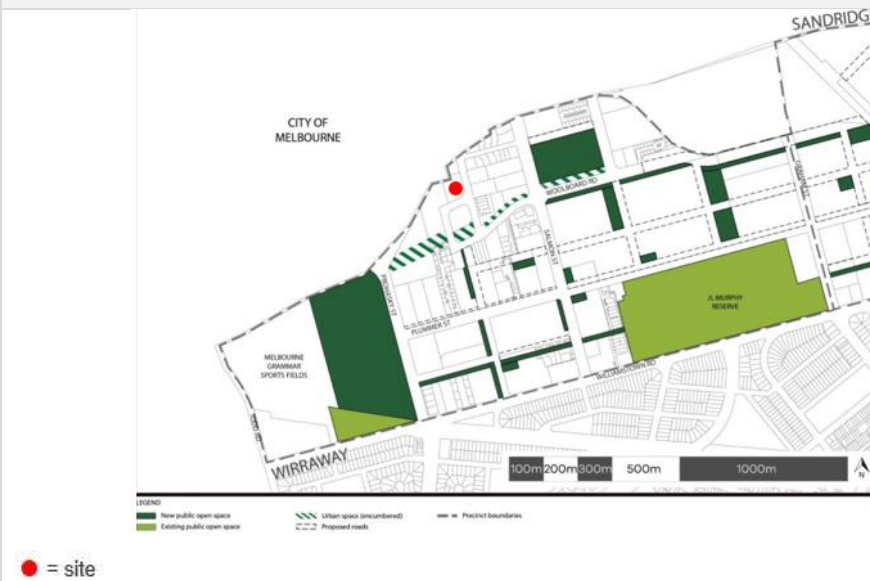 SANDRIDG
CITY OF
MELBOURNE
WOOLBOARD RD
SALMON ST
PROHASKY ST
PLUMMER ST
JL MURPHY
RESERVE
MELBOURNE
GRAMMAR
SPORTS FIELDS
WILLIAMSTOWN RD
WIRRAWAY
100m 200m 300m 500m 1000m
N
LEGEND
New public open space
Existing public open space
Urban space (encumbered)
Proposed roads
Precinct boundaries
= site